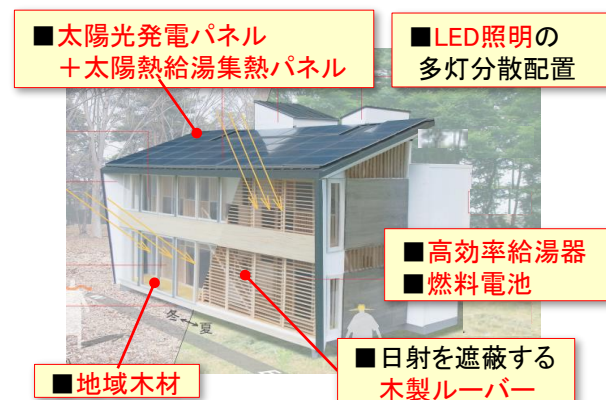 ■太陽光発電パネル
＋太陽熱給湯集熱パネル
■LED照明の
多灯分散配置
■高効率給湯器
■燃料電池
冬
夏
■日射を遮蔽する
木製ルーバー
■地域木材